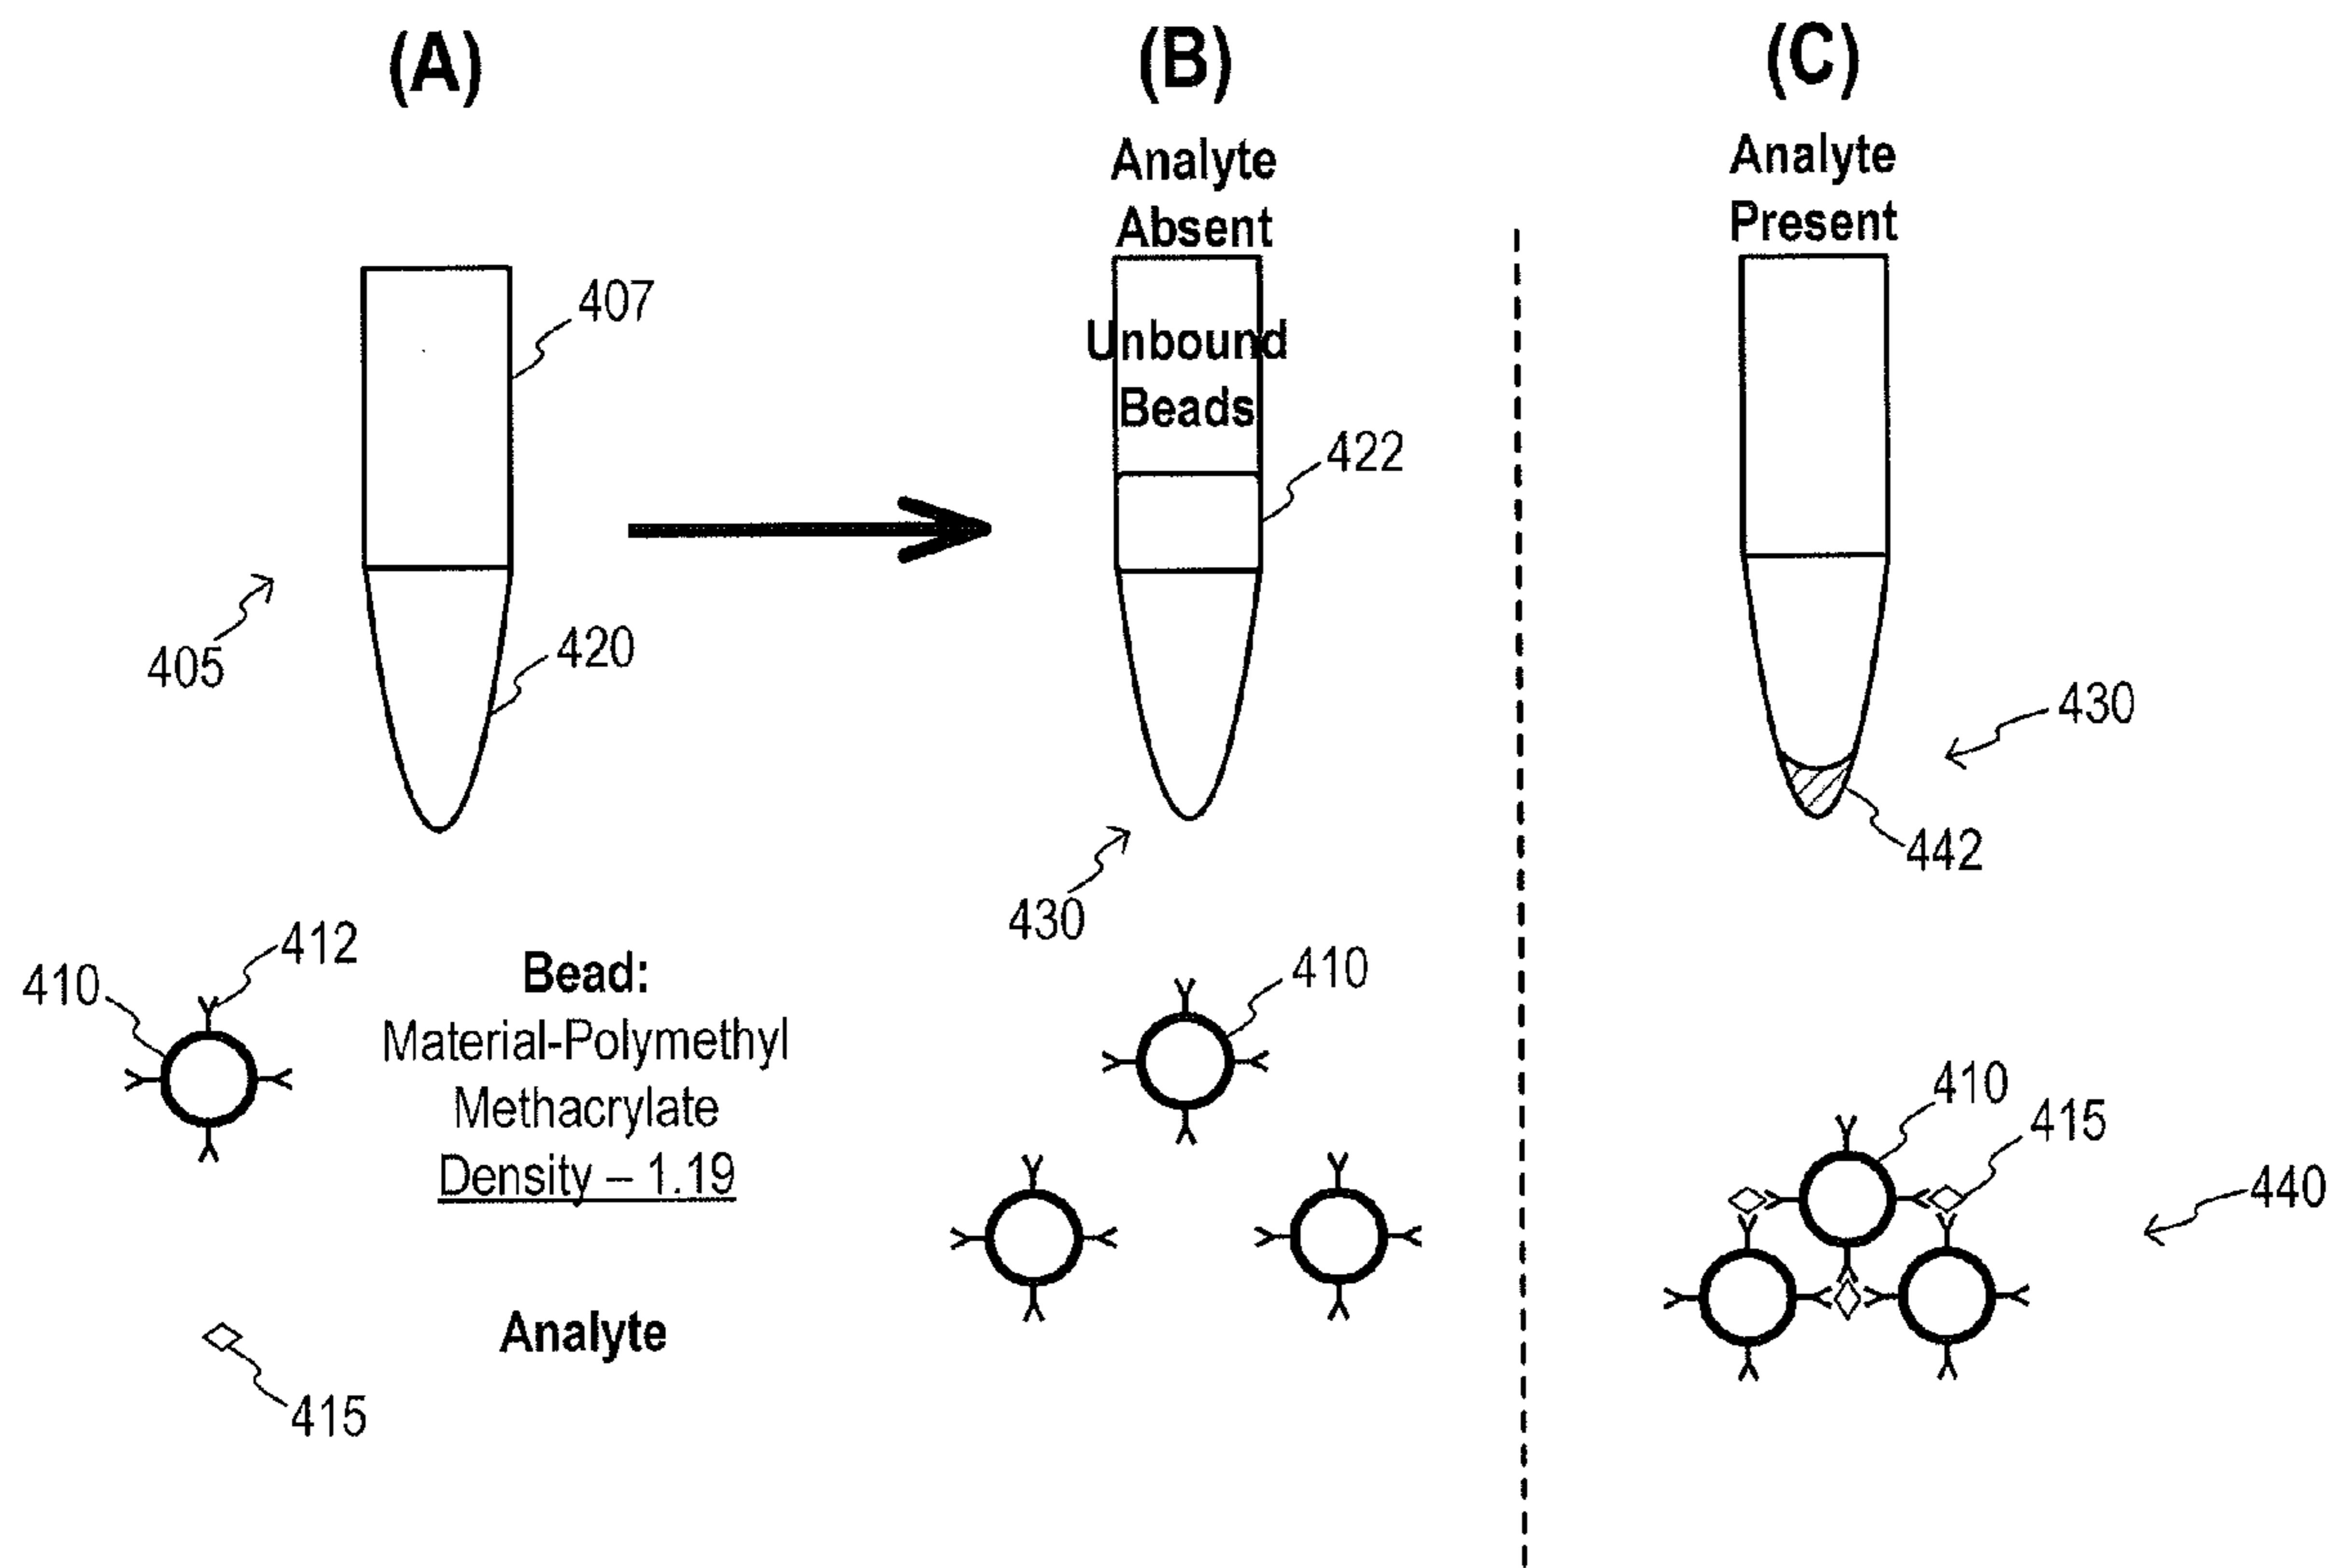 (A)
(B)
(C)
Analyte
Absent
Analyte
Present
407
Unbound
Beads
422
405
420
430
442
430
412
410
Bead:
Material-Polymethyl
Methacrylate
Density – 1.19
410
410
415
440
Analyte
415